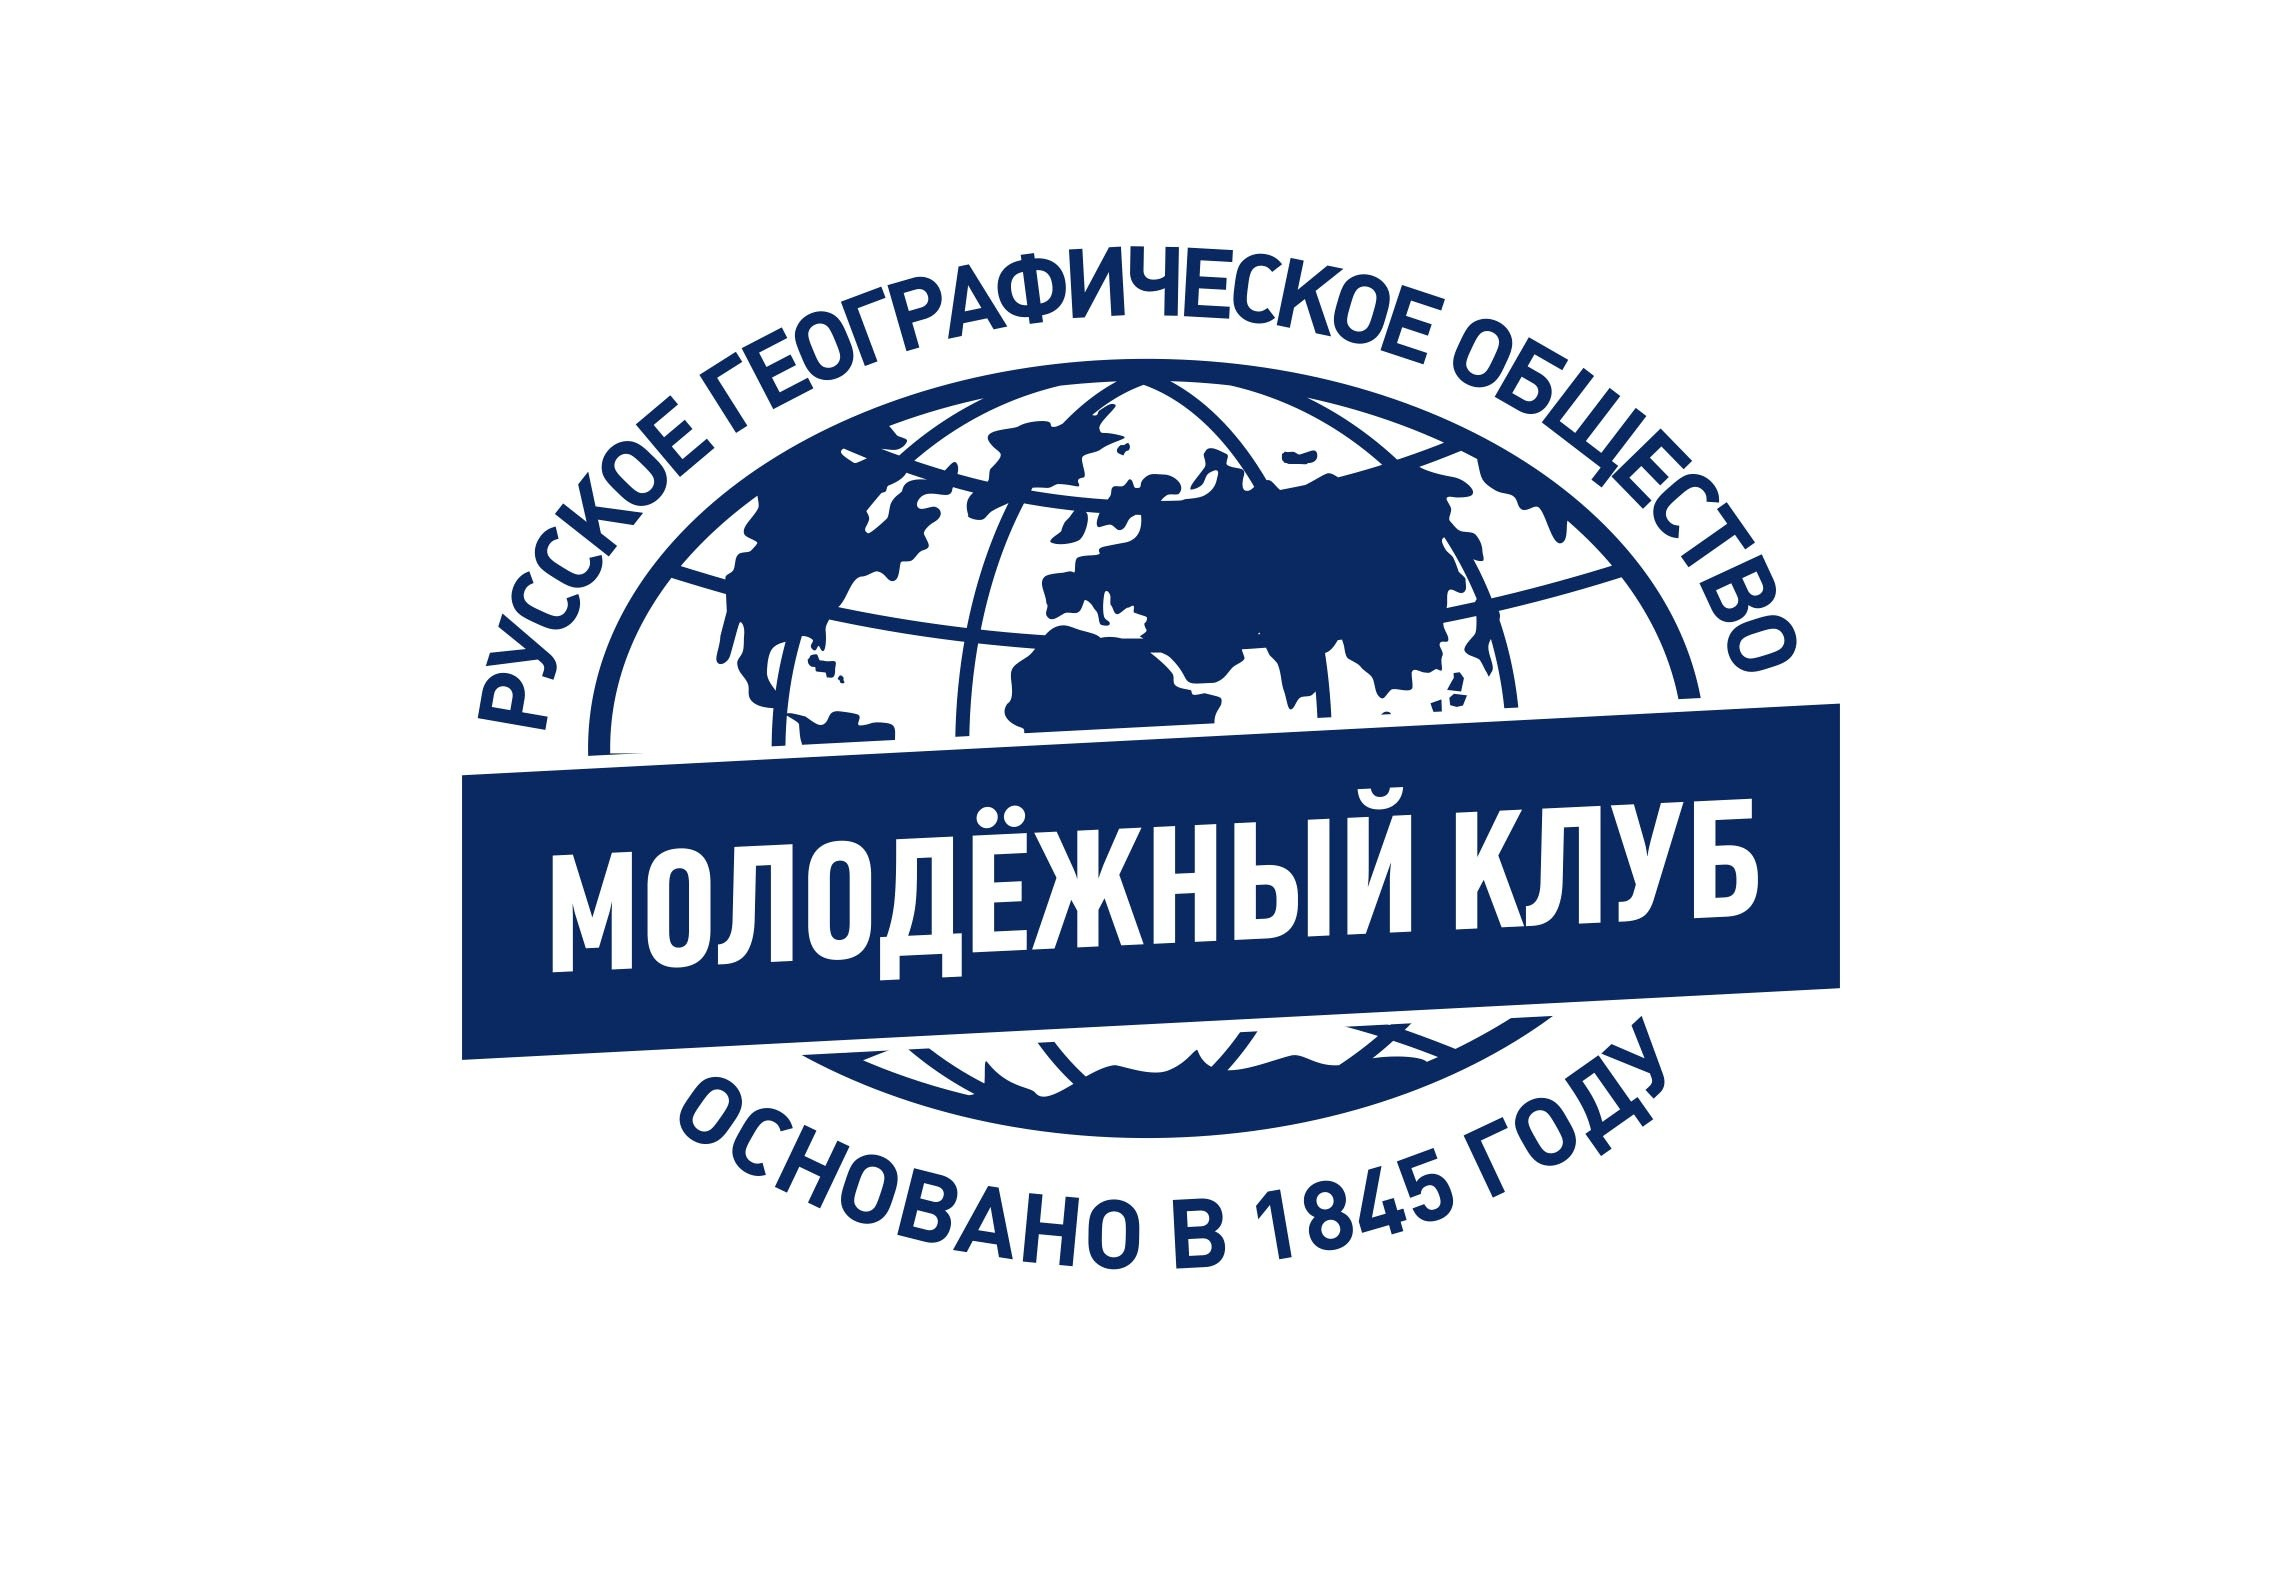 РУССКОЕ ГЕОГРАФИЧЕСКОЕ ОБЩЕСТВО
МОЛОДЁЖНЫЙ КЛУБ
ОСНОВАНО В 1845 ГОДУ